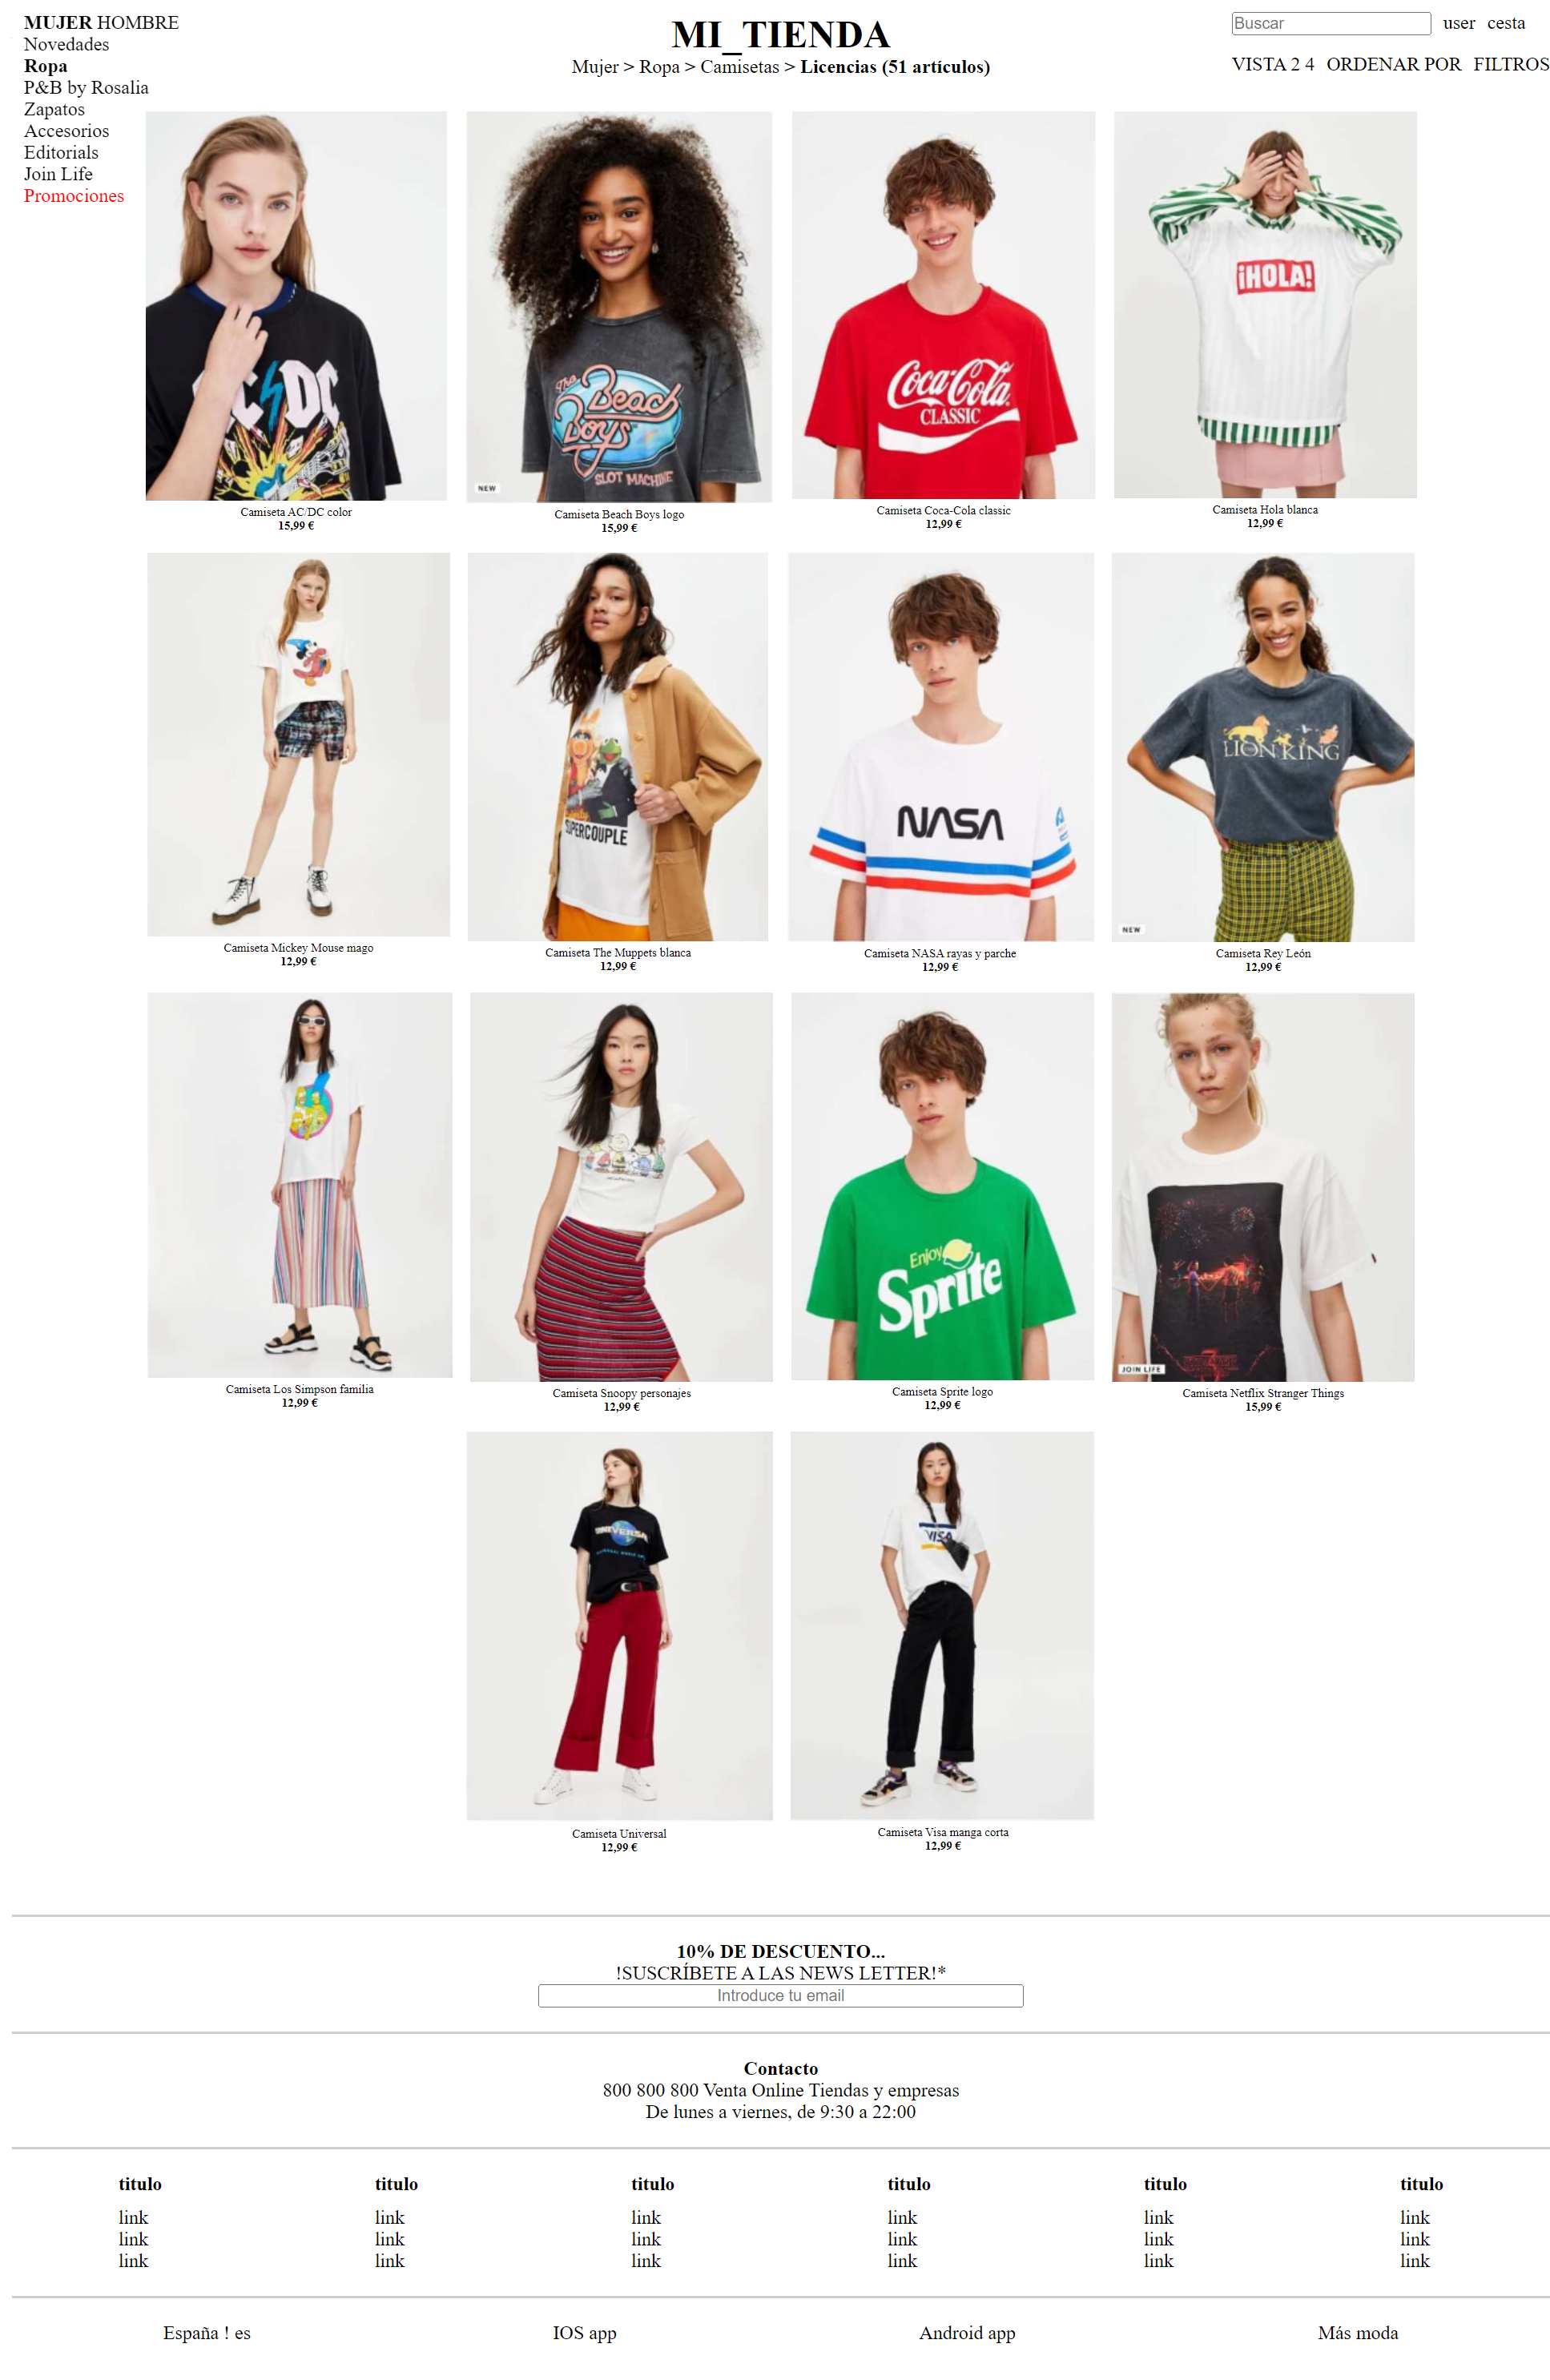 MUJER HOMBRE
Novedades
Ropa
P&B by Rosalia
Zapatos
Accesorios
Editorials
Join Life
Promociones
MI_TIENDA
Mujer > Ropa > Camisetas > Licencias (51 artículos)
Buscar user cesta
VISTA 2 4 ORDENAR POR FILTROS
C DC
The
Beach
Boys
SLOT MACHINE
NEW
Coca-Cola
CLASSIC
¡HOLA!
Camiseta AC/DC color
15,99 €
Camiseta Beach Boys logo
15,99 €
Camiseta Coca-Cola classic
12,99 €
Camiseta Hola blanca
12,99 €
SUPERCOUPLE
NASA
LION KING
NEW
Camiseta Mickey Mouse mago
12,99 €
Camiseta The Muppets blanca
12,99 €
Camiseta NASA rayas y parche
12,99 €
Camiseta Rey León
12,99 €
Enjoy
Sprite
JOIN LIFE
Camiseta Los Simpson familia
12,99 €
Camiseta Snoopy personajes
12,99 €
Camiseta Sprite logo
12,99 €
Camiseta Netflix Stranger Things
15,99 €
UNIVERSAL
VISA
Camiseta Universal
12,99 €
Camiseta Visa manga corta
12,99 €
10% DE DESCUENTO...
!SUSCRÍBETE A LAS NEWS LETTER!*
Introduce tu email
Contacto
800 800 800 Venta Online Tiendas y empresas
De lunes a viernes, de 9:30 a 22:00
titulo titulo titulo titulo titulo titulo
link link link link link link
link link link link link link
link link link link link link
España ! es IOS app Android app Más moda